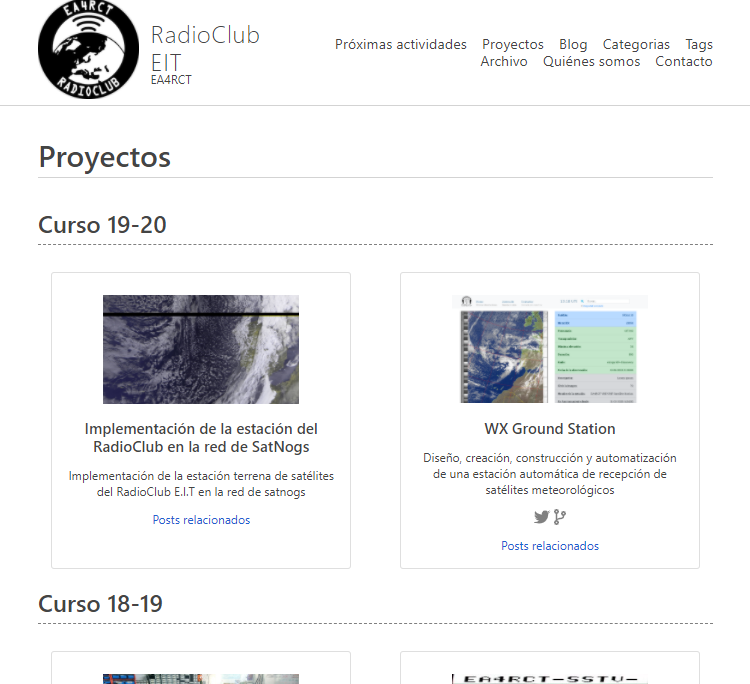 EA4RCT
RADIOCLUB
RadioClub
EIT
EA4RCT
Próximas actividades Proyectos Blog Categorias Tags
Archivo Quiénes somos Contacto
Proyectos
Curso 19-20
Implementación de la estación del
RadioClub en la red de SatNogs
Implementación de la estación terrena de satélites
del RadioClub E.I.T en la red de satnogs
Posts relacionados
WX Ground Station
Diseño, creación, construcción y automatización
de una estación automática de recepción de
satélites meteorológicos
Posts relacionados
Curso 18-19
EA4RCT-SSTV-